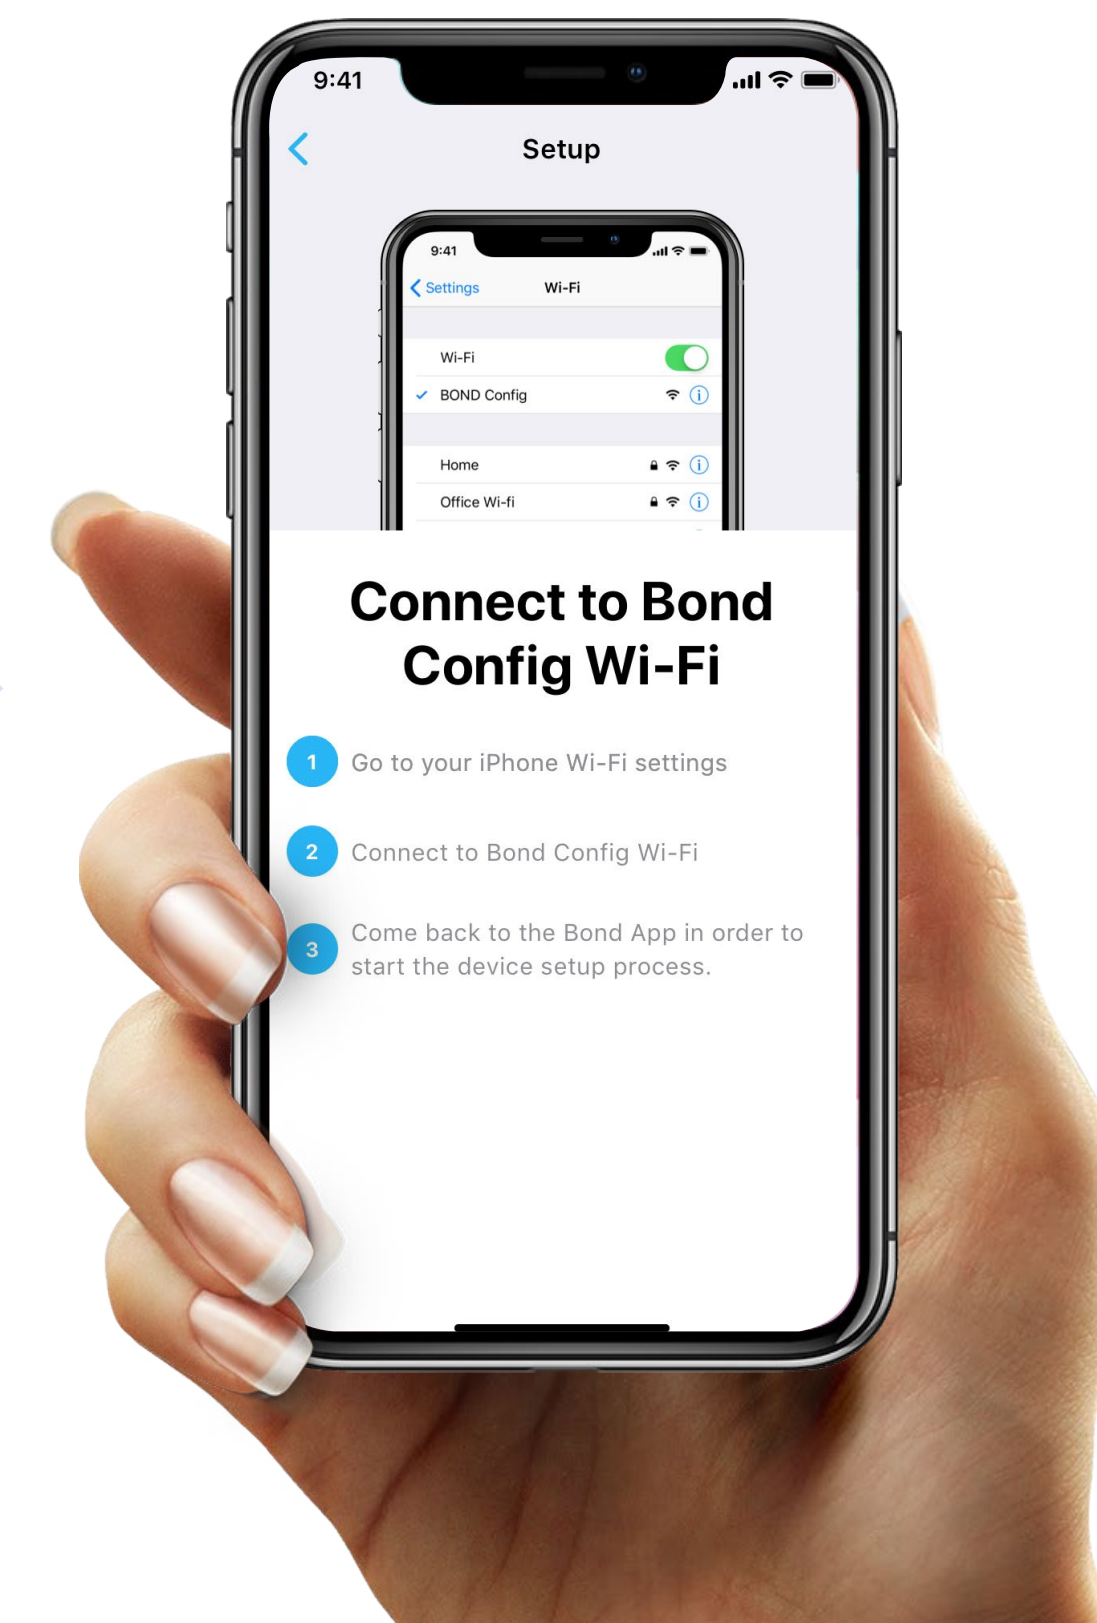 9:41
Setup
9:41
Settings Wi-Fi
Wi-Fi
BOND Config
Home
Office Wi-fi
Connect to Bond
Config Wi-Fi
1 Go to your iPhone Wi-Fi settings
2 Connect to Bond Config Wi-Fi
3 Come back to the Bond App in order to
start the device setup process.